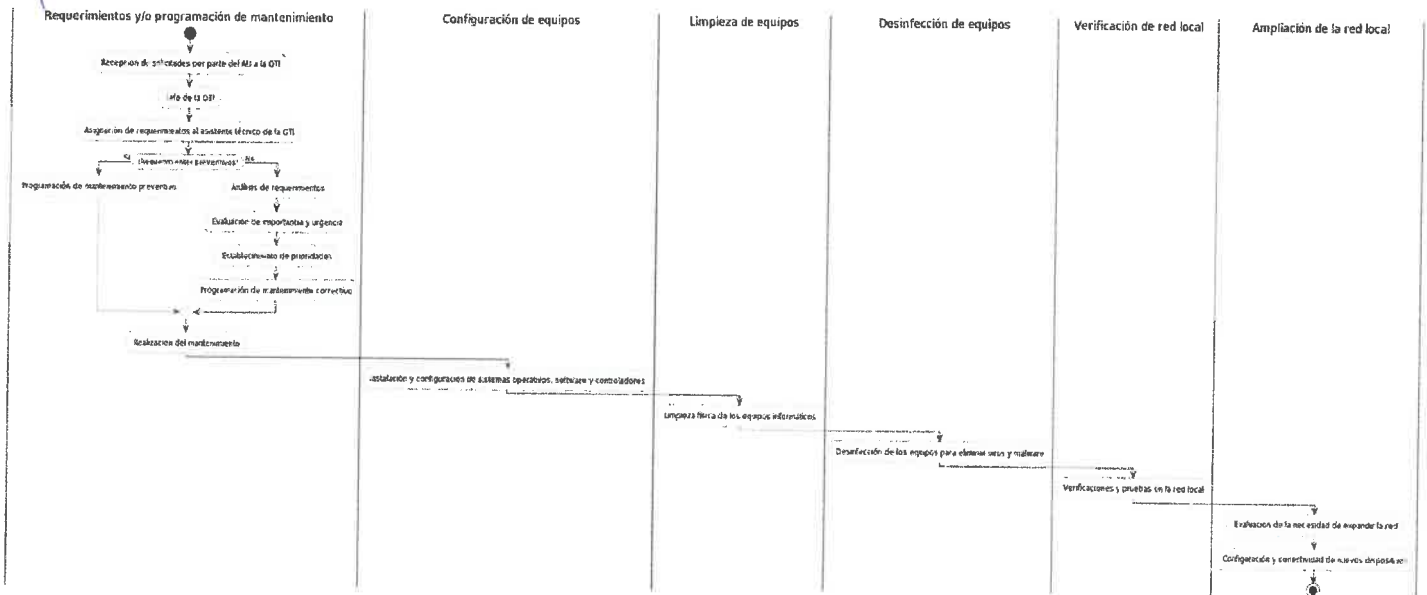 Requerimientos y/o programación de mantenimiento
Configuración de equipos
Limpieza de equipos
Desinfección de equipos
Verificación de red local
Ampliación de la red local
Recepción de solicitudes por parte del a la OTI
Jefe de la OTI
Asignación de requerimientos al asistente técnico de la OTI
Si
¿Requerimientos preventivos?
No
Programación de mantenimiento preventivo
Análisis de requerimientos
Evaluación de importancia y urgencia
Establecimiento de prioridades
Programación de mantenimiento correctivo
Realización del mantenimiento
Instalación y configuración de sistemas operativos, software y controladores
Limpieza física de los equipos informáticos
Desinfección de los equipos para eliminar virus y malware
Verificaciones y pruebas en la red local
Evaluación de la necesidad de expandir la red
Configuración y conectividad de nuevos dispositivos